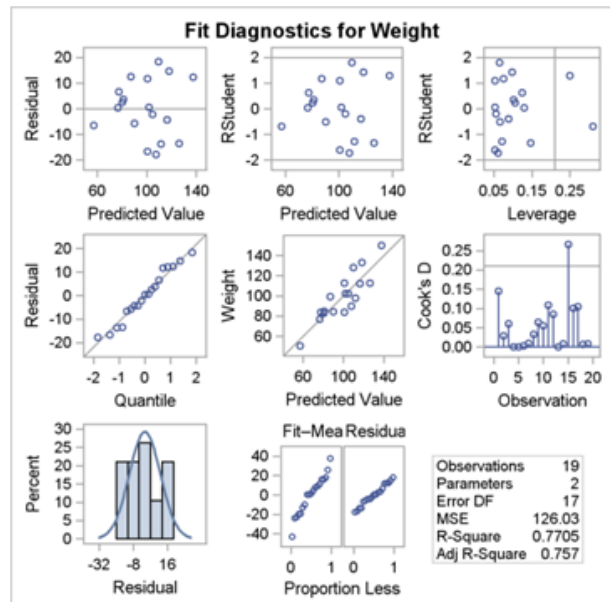 Fit Diagnostics for Weight
Residual
20
10
0
-10
-20
60 100 140
Predicted Value
RStudent
2
1
0
-1
-2
60 100 140
Predicted Value
RStudent
2
1
0
-1
-2
0.05 0.15 0.25
Leverage
Residual
20
10
0
-10
-20
-2 -1 0 1 2
Quantile
Weight
140
120
100
80
60
60 80 100 120 140
Predicted Value
Cook's D
0.25
0.20
0.15
0.10
0.05
0.00
0 5 10 15 20
Observation
Percent
30
25
20
15
10
5
0
-32 -8 16
Residual
Fit–Mea Residua
40
20
0
-20
-40
0 1 0 1
Proportion Less
Observations 19
Parameters 2
Error DF 17
MSE 126.03
R-Square 0.7705
Adj R-Square 0.757